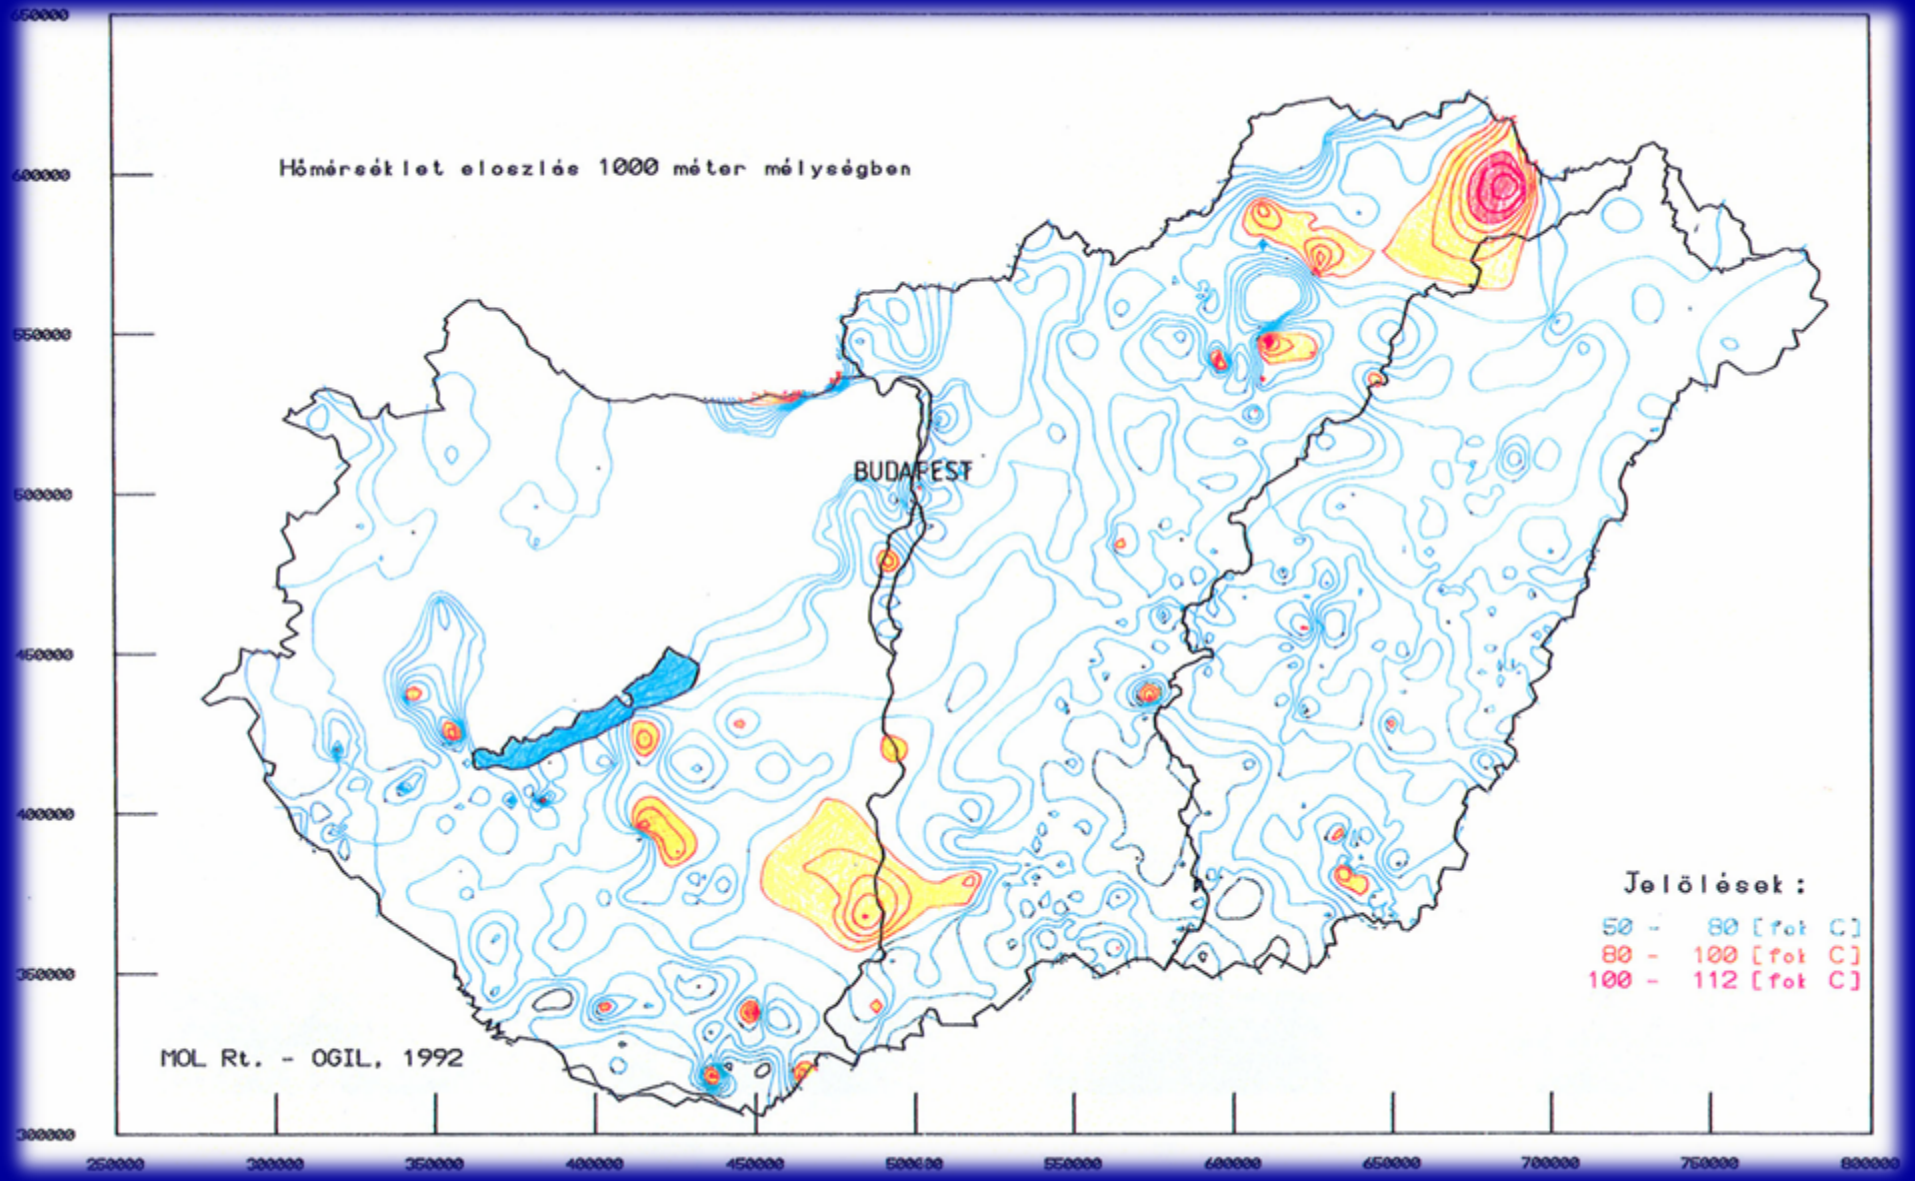 650000
Hőmérséklet eloszlás 1000 méter mélységben
600000
550000
BUDAPEST
500000
450000
400000
Jelölések :
50 - 80 [fok C]
80 - 100 [fok C]
350000
100 - 112 [fok C]
MOL Rt. - OGIL, 1992
300000
250000 300000 350000 400000 450000 500000 550000 600000 650000 700000 750000 800000